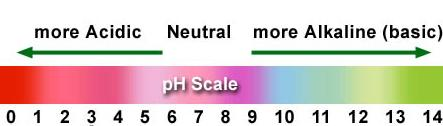 more Acidic Neutral more Alkaline (basic)
pH Scale
0 1 2 3 4 5 6 7 8 9 10 11 12 13 14